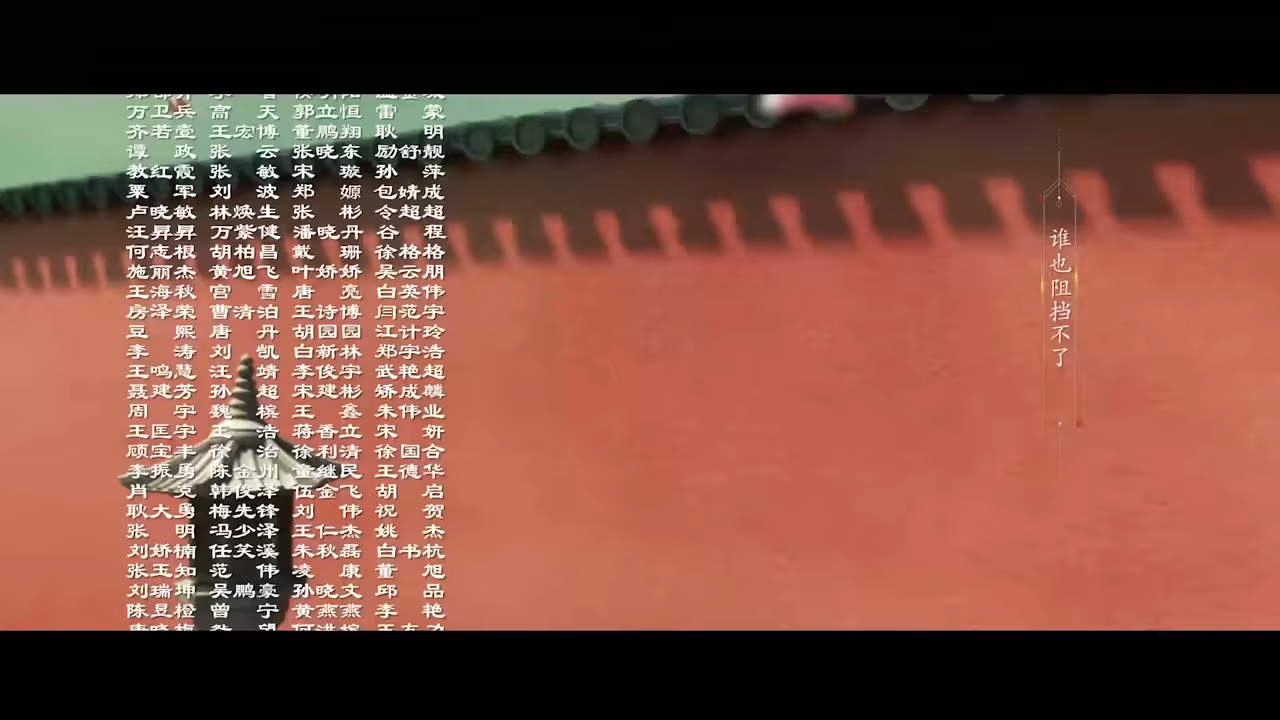 万卫兵 高天 郭立恒 雷蒙
齐若壹 王宏博 董鹏翔 耿明
谭政 张云 张晓东 励舒靓
教红霞 张敏 宋璇 孙萍
栗军 刘波 郑嫄 包婧成
卢晓敏 林焕生 张彬 令超超
汪昇昇 万紫健 潘晓丹 谷程
何志根 胡柏昌 戴珊 徐格格
施丽杰 黄旭飞 叶娇娇 吴云朋
王海秋 宫雪 唐亮 白英伟
房泽荣 曹清泊 王诗博 闫范宇
豆熙 唐丹 胡园园 江计玲
李涛 刘凯 白新林 郑宇浩
王鸣慧 汪靖 李俊宇 武艳超
聂建芳 孙超 宋建彬 矫成麟
周宇 魏槟 王鑫 朱伟业
王匡宇 王浩 蒋香立 宋妍
顾宝丰 徐治 徐利清 徐国合
李振勇 陈金州 童继民 王德华
肖克 韩俊泽 伍金飞 胡启
耿大勇 梅先锋 刘伟 祝贺
张明 冯少泽 王仁杰 姚杰
刘娇楠 任笑溪 朱秋磊 白书杭
张玉知 范伟 凌康 董旭
刘瑞坤 吴鹏豪 孙晓文 邱品
陈昱橙 曾宁 黄燕燕 李艳
谁也阻挡不了